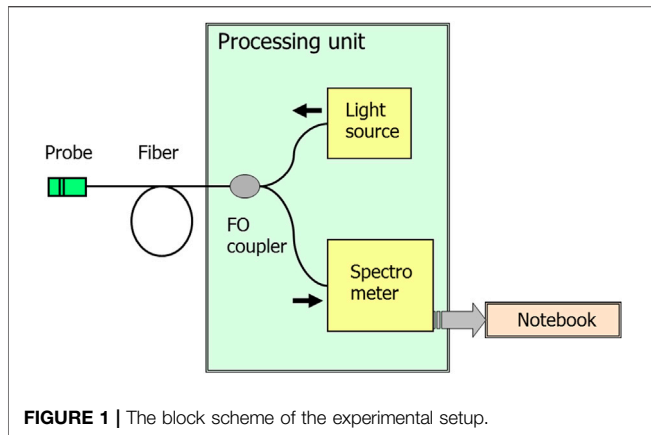 Processing unit
Light
source
Probe
Fiber
FO
coupler
Spectro
meter
Notebook
FIGURE 1 | The block scheme of the experimental setup.